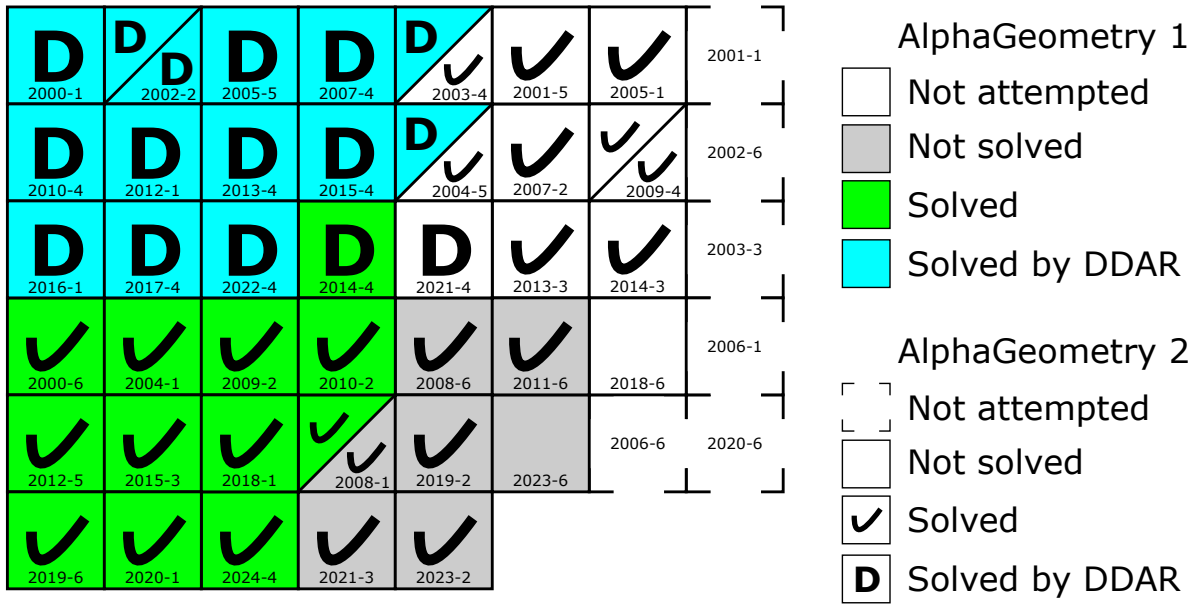 D D D D D D 2001-1
D
2000-1 2002-2 2005-5 2007-4 2003-4 2001-5 2005-1
D D D D D 2002-6
2010-4 2012-1 2013-4 2015-4 2004-5 2007-2 2009-4
D D D D D 2003-3
2016-1 2017-4 2022-4 2014-4 2021-4 2013-3 2014-3
2006-1
2000-6 2004-1 2009-2 2010-2 2008-6 2011-6 2018-6
2006-6 2020-6
2012-5 2015-3 2018-1 2008-1 2019-2 2023-6
2019-6 2020-1 2024-4 2021-3 2023-2
AlphaGeometry 1
Not attempted
Not solved
Solved
Solved by DDAR
AlphaGeometry 2
Not attempted
Not solved
Solved
D Solved by DDAR